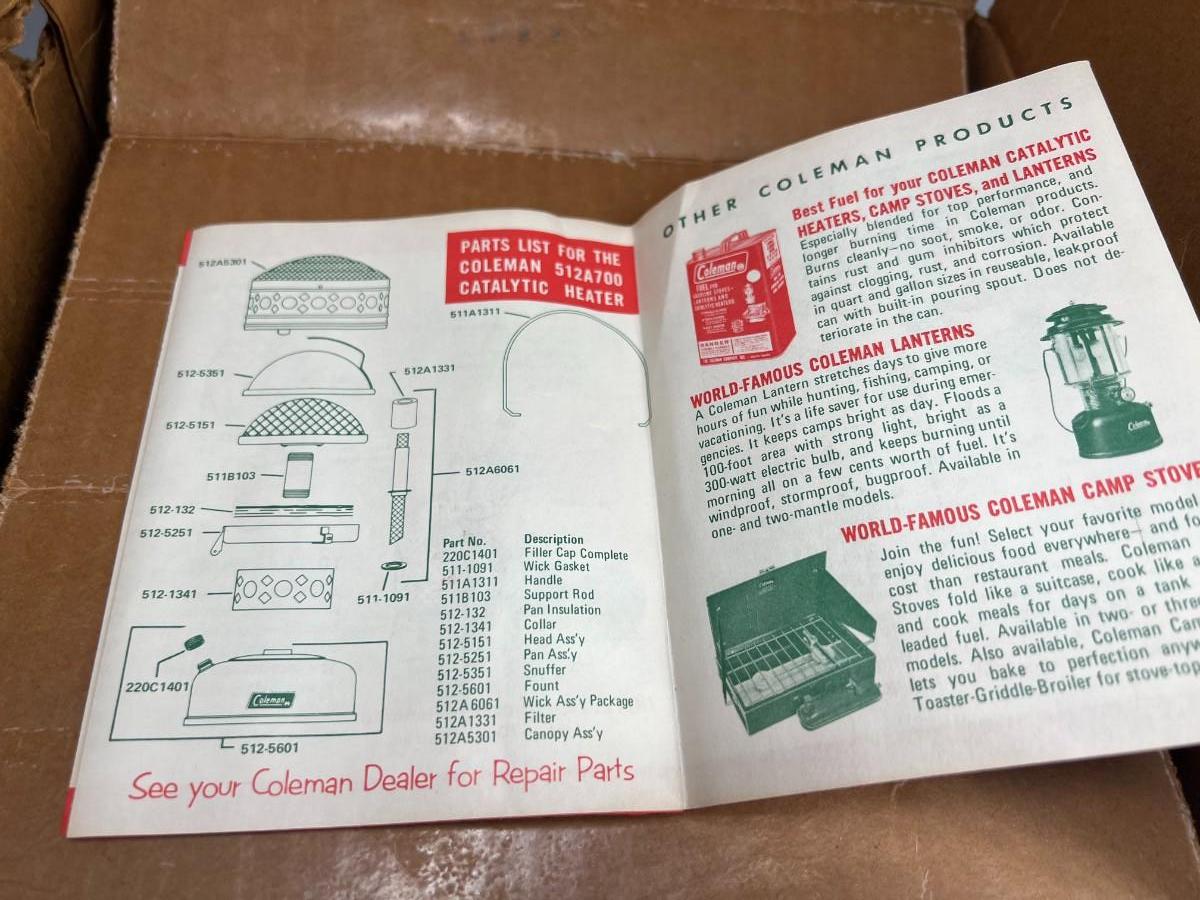 PARTS LIST FOR THE
COLEMAN 512A700
CATALYTIC HEATER
512A5301
511A1311
512-5351
512A1331
512-5151
511B103
512A6061
512-132
512-5251
512-1341
511-1091
220C1401
Coleman
512-5601
Part No. Description
220C1401 Filler Cap Complete
511-1091 Wick Gasket
511A1311 Handle
511B103 Support Rod
512-132 Pan Insulation
512-1341 Collar
512-5151 Head Ass'y
512-5251 Pan Ass'y
512-5351 Snuffer
512-5601 Fount
512A6061 Wick Ass'y Package
512A1331 Filter
512A5301 Canopy Ass'y
See your Coleman Dealer for Repair Parts
OTHER COLEMAN PRODUCTS
Best Fuel for your COLEMAN CATALYTIC
HEATERS, CAMP STOVES, and LANTERNS
Especially blended for top performance, and
longer burning time in Coleman products.
Burns cleanly—no soot, smoke, or odor. Con-
tains rust and gum inhibitors which protect
against clogging, rust, and corrosion. Available
in quart and gallon sizes in reuseable, leakproof
can with built-in pouring spout. Does not de-
teriorate in the can.
Coleman
FUEL
WORLD-FAMOUS COLEMAN LANTERNS
A Coleman Lantern stretches days to give more
hours of fun while hunting, fishing, camping, or
vacationing. It's a life saver for use during emer-
gencies. It keeps camps bright as day. Floods a
100-foot area with strong light, bright as a
300-watt electric bulb, and keeps burning until
morning all on a few cents worth of fuel. It's
windproof, stormproof, bugproof. Available in
one- and two-mantle models.
Coleman
WORLD-FAMOUS COLEMAN CAMP STOVE
Join the fun! Select your favorite model
enjoy delicious food everywhere—and fo
cost than restaurant meals. Coleman
Stoves fold like a suitcase, cook like a
and cook meals for days on a tank
leaded fuel. Available in two- or thre
models. Also available, Coleman Cam
lets you bake to perfection anyw
Toaster-Griddle-Broiler for stove-to